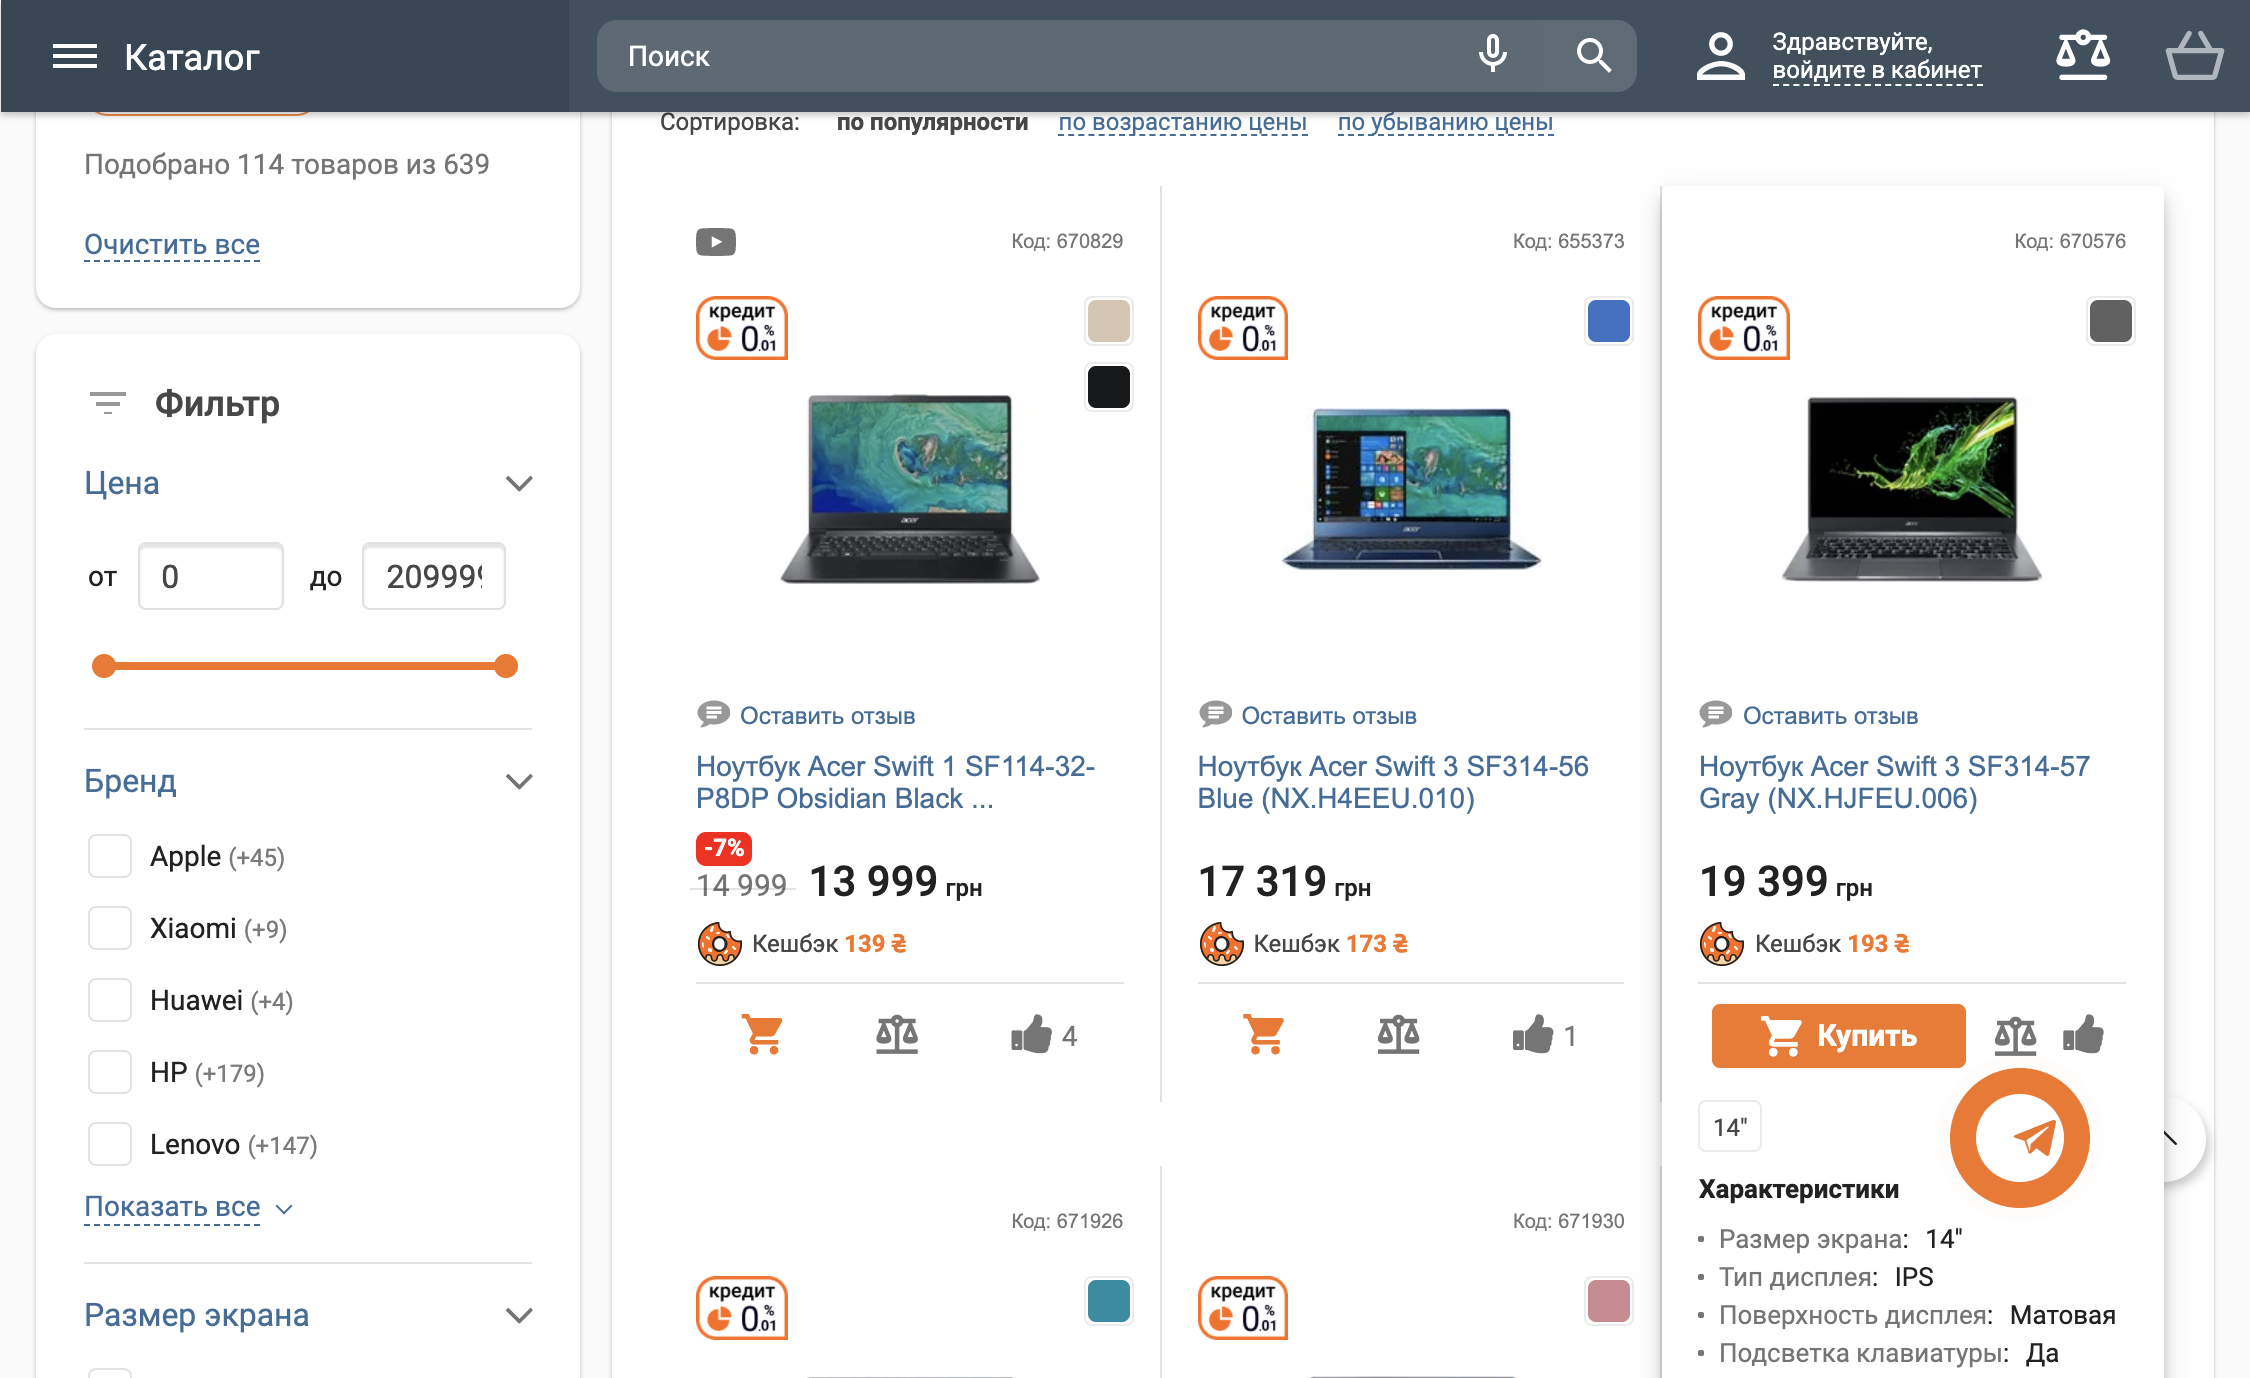 Каталог
Поиск
Здравствуйте,
войдите в кабинет
Подобрано 114 товаров из 639
Очистить все
Фильтр
Цена
от 0 до 209999
Бренд
Apple (+45)
Xiaomi (+9)
Huawei (+4)
HP (+179)
Lenovo (+147)
Показать все
Размер экрана
Сортировка: по популярности по возрастанию цены по убыванию цены
Код: 670829
кредит
0%.01
acer
Оставить отзыв
Ноутбук Acer Swift 1 SF114-32-
P8DP Obsidian Black ...
-7%
14 999 13 999 грн
Кешбэк 139 ₴
4
Код: 655373
кредит
0%.01
acer
Оставить отзыв
Ноутбук Acer Swift 3 SF314-56
Blue (NX.H4EEU.010)
17 319 грн
Кешбэк 173 ₴
1
Код: 670576
кредит
0%.01
acer
Оставить отзыв
Ноутбук Acer Swift 3 SF314-57
Gray (NX.HJFEU.006)
19 399 грн
Кешбэк 193 ₴
Купить
14"
Характеристики
• Размер экрана: 14"
• Тип дисплея: IPS
• Поверхность дисплея: Матовая
• Подсветка клавиатуры: Да
Код: 671926
кредит
0%.01
Код: 671930
кредит
0%.01